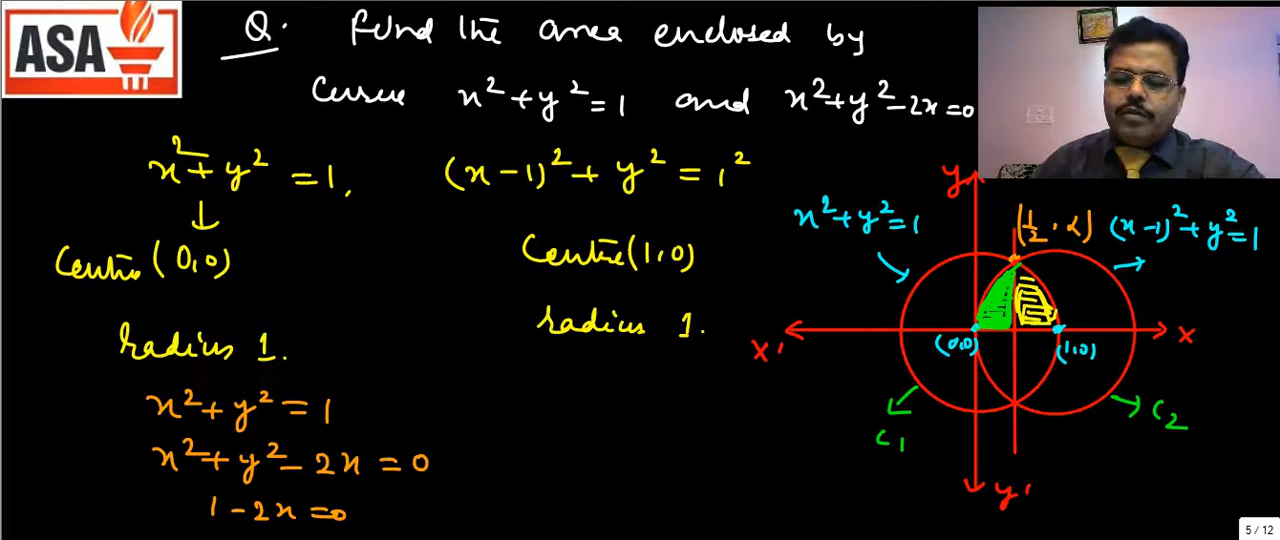 ASA
Q. Find the area enclosed by
curve x² + y² = 1 and x² + y² - 2x = 0
x² + y² = 1,
(x - 1)² + y² = 1²
Centre (0,0)
Centre (1,0)
radius 1.
radius 1.
x² + y² = 1
x² + y² - 2x = 0
1 - 2x = 0
y
x² + y² = 1
(1/2, α)
(x - 1)² + y² = 1
X'
X
(0,0)
(1,0)
C₁
C₂
y'
5 / 12